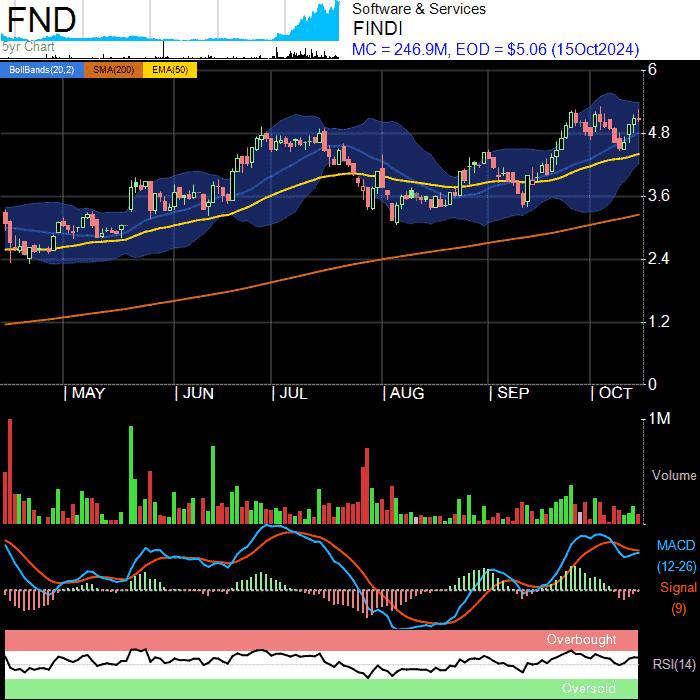 FND
5yr Chart
Software & Services
FINDI
MC = 246.9M, EOD = $5.06 (15Oct2024)
BollBands(20,2) SMA(200) EMA(50)
6
4.8
3.6
2.4
1.2
0
| MAY | JUN | JUL | AUG | SEP | OCT
1M
Volume
MACD
(12-26)
Signal
(9)
Overbought
RSI(14)
Oversold